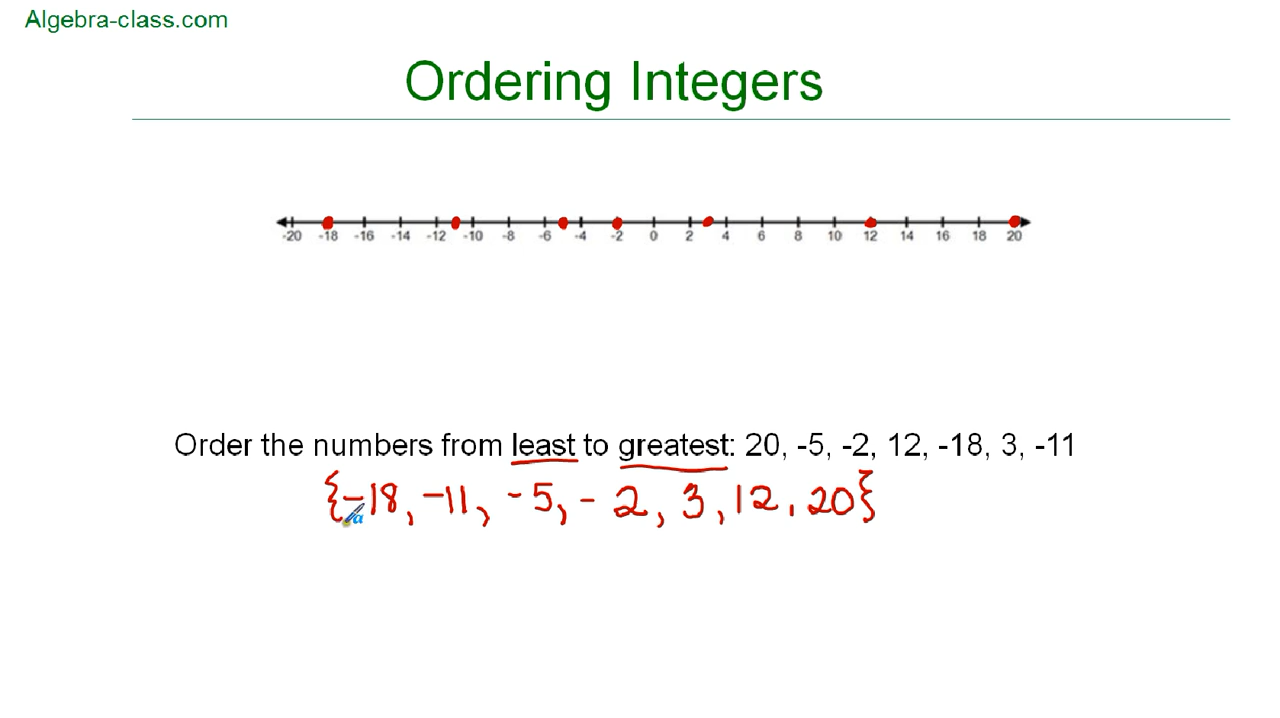 Algebra-class.com
Ordering Integers
-20 -18 -16 -14 -12 -10 -8 -6 -4 -2 0 2 4 6 8 10 12 14 16 18 20
Order the numbers from least to greatest: 20, -5, -2, 12, -18, 3, -11
{-18, -11, -5, -2, 3, 12, 20}